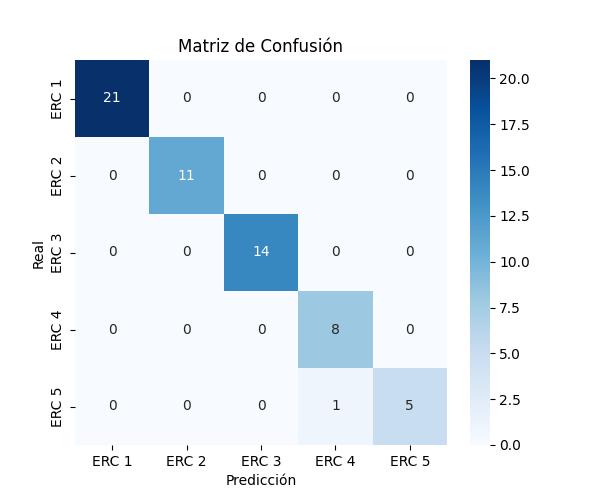 Matriz de Confusión
Real
ERC 1
21 0 0 0 0
ERC 2
0 11 0 0 0
ERC 3
0 0 14 0 0
ERC 4
0 0 0 8 0
ERC 5
0 0 0 1 5
ERC 1 ERC 2 ERC 3 ERC 4 ERC 5
Predicción
20.0
17.5
15.0
12.5
10.0
7.5
5.0
2.5
0.0